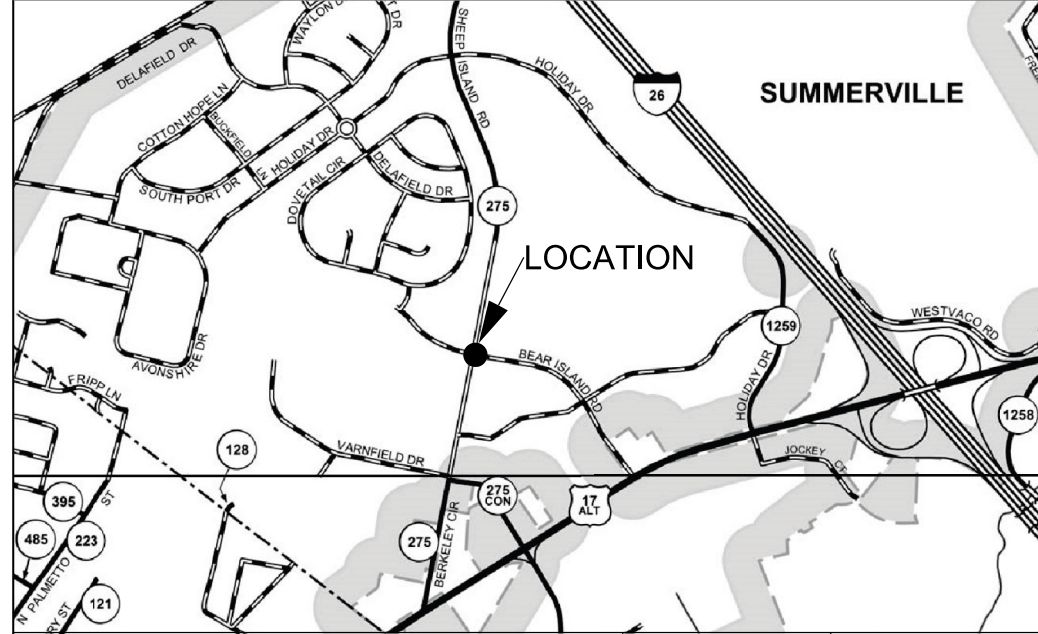 WAYLON D
T DR
SHEEP ISLAND RD
HOLIDAY DR
26
SUMMERVILLE
DELAFIELD DR
COTTON HOPE LN
BUCKFIELD LN
HOLIDAY DR
SOUTH PORT DR
DOVETAIL CIR
DELAFIELD DR
275
LOCATION
1259
WESTVACO RD
BEAR ISLAND RD
AVONSHIRE DR
FRIPP LN
HOLIDAY DR
1258
128
VARNFIELD DR
JOCKEY CT
395
ST
275
CON
17
ALT
485
223
275
BERKELEY CIR
N PALMETTO
121
RY ST